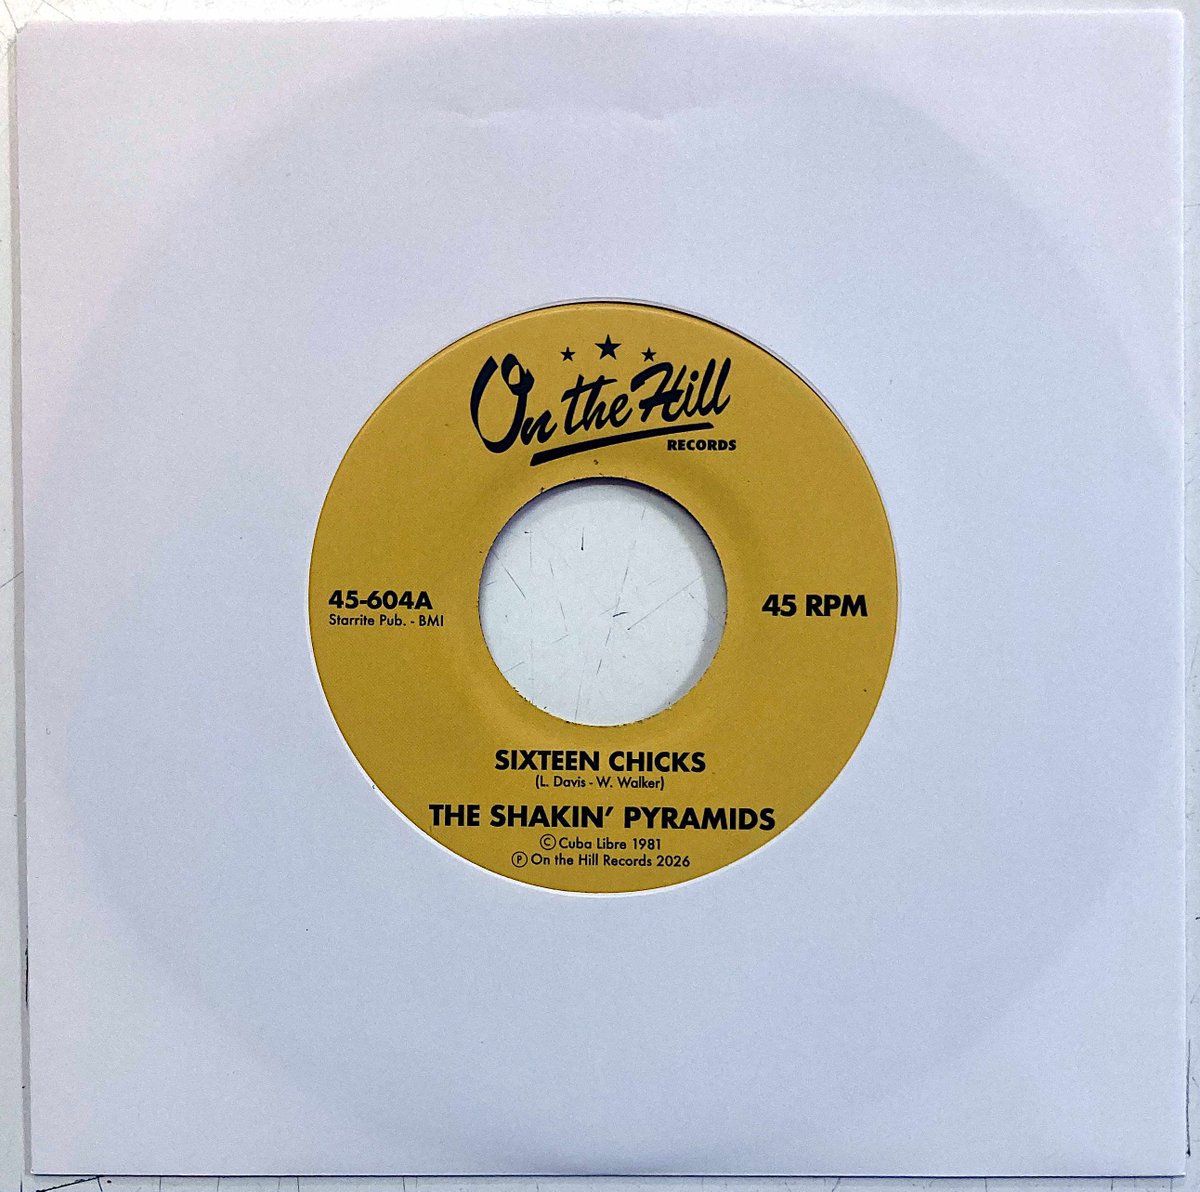 On the Hill
RECORDS
45-604A
Starrite Pub. - BMI
45 RPM
SIXTEEN CHICKS
(L. Davis - W. Walker)
THE SHAKIN' PYRAMIDS
Ⓒ Cuba Libre 1981
Ⓟ On the Hill Records 2026